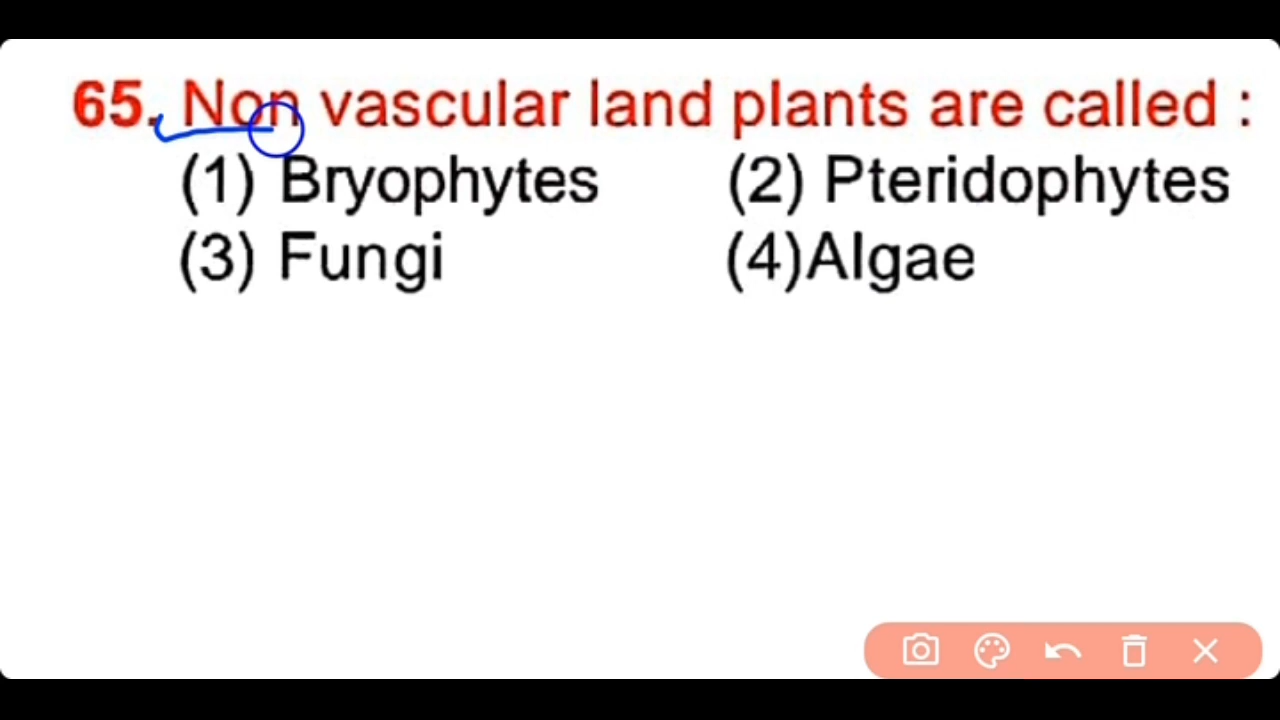 65. Non vascular land plants are called :
(1) Bryophytes (2) Pteridophytes
(3) Fungi (4)Algae